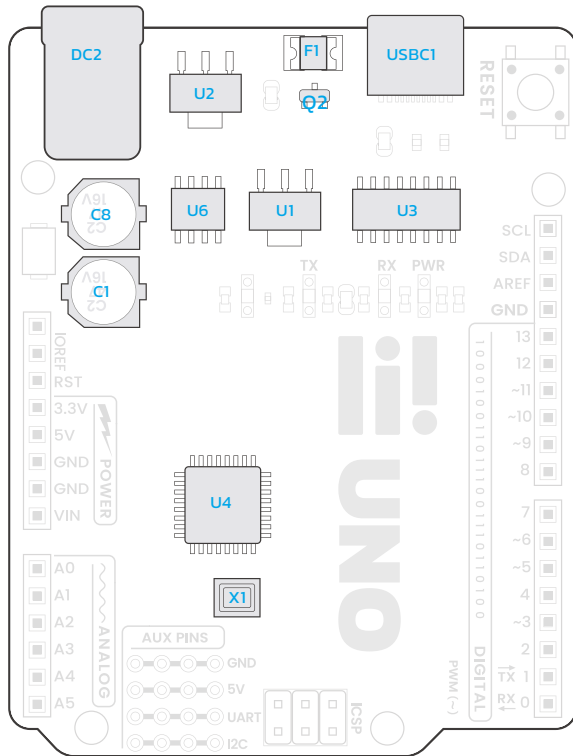 DC2
F1
USBC1
U2
Q2
RESET
C8
16V
C2
U6
U1
U3
C1
16V
C2
TX
RX
PWR
SCL
SDA
AREF
GND
13
12
~11
~10
~9
8
IOREF
RST
3.3V
5V
GND
GND
VIN
POWER
UNO
U4
7
~6
~5
4
~3
2
TX 1
RX 0
DIGITAL
PWM (~)
X1
A0
A1
A2
A3
A4
A5
ANALOG
AUX PINS
GND
5V
UART
I2C
ICSP